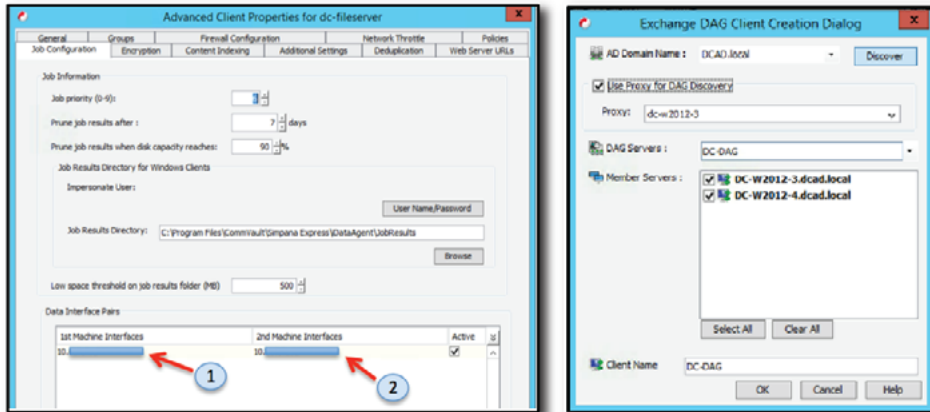 Advanced Client Properties for dc-fileserver
x
General Groups Firewall Configuration Network Throttle Policies
Job Configuration Encryption Content Indexing Additional Settings Deduplication Web Server URLs
Job Information
Job priority (0-9):
Prune job results after : 7 days
Prune job results when disk capacity reaches: 90 %
Job Results Directory for Windows Clients
Impersonate User:
User Name/Password
Job Results Directory: C:\Program Files\CommVault\Simpana Express\iDataAgent\JobResults
Browse
Low space threshold on job results folder (MB) 500
Data Interface Pairs
1st Machine Interfaces 2nd Machine Interfaces Active
10. 10.
1
2
Exchange DAG Client Creation Dialog
x
AD Domain Name : DCAD.local Discover
Use Proxy for DAG Discovery
Proxy: dc-w2012-3
DAG Servers : DC-DAG
Member Servers : DC-W2012-3.dcad.local
DC-W2012-4.dcad.local
Select All Clear All
Client Name DC-DAG
OK Cancel Help